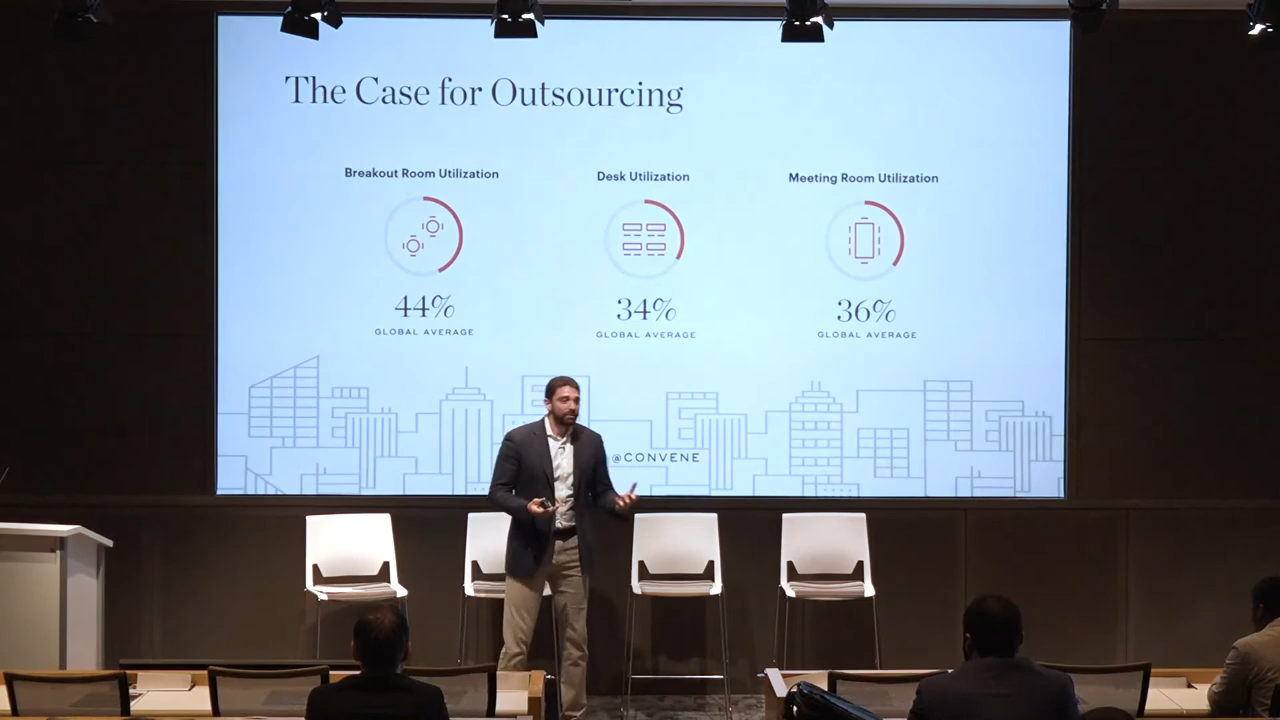 The Case for Outsourcing
Breakout Room Utilization
Desk Utilization
Meeting Room Utilization
44%
34%
36%
GLOBAL AVERAGE
GLOBAL AVERAGE
GLOBAL AVERAGE
@CONVENE